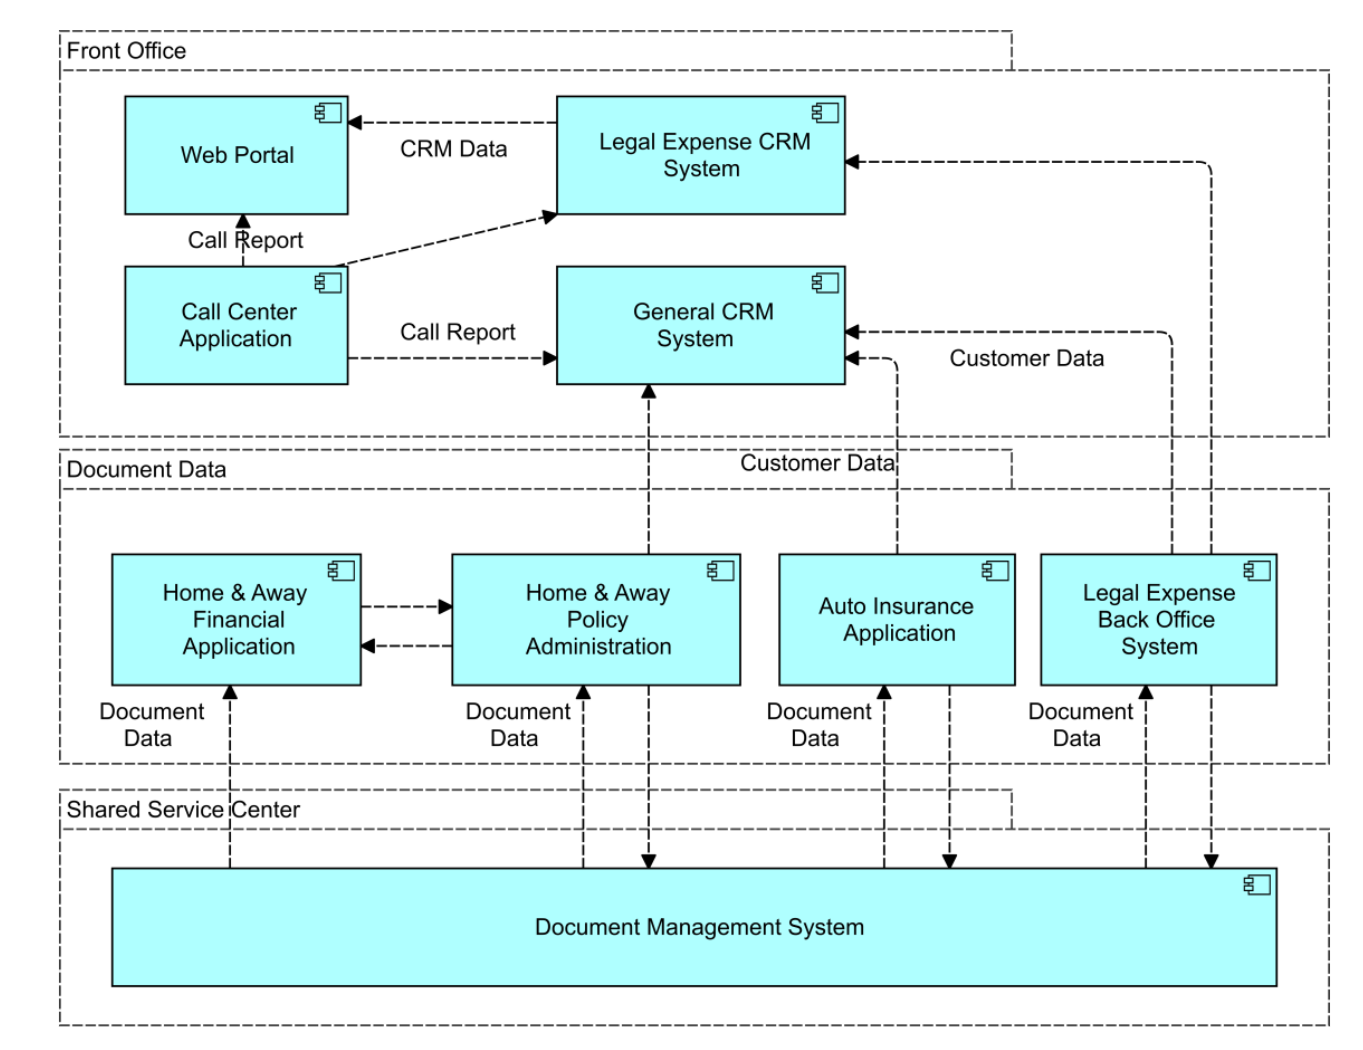 Front Office
Web Portal
CRM Data
Legal Expense CRM
System
Call Report
Call Center
Application
Call Report
General CRM
System
Customer Data
Document Data
Customer Data
Home & Away
Financial
Application
Home & Away
Policy
Administration
Auto Insurance
Application
Legal Expense
Back Office
System
Document
Data
Document
Data
Document
Data
Document
Data
Shared Service Center
Document Management System